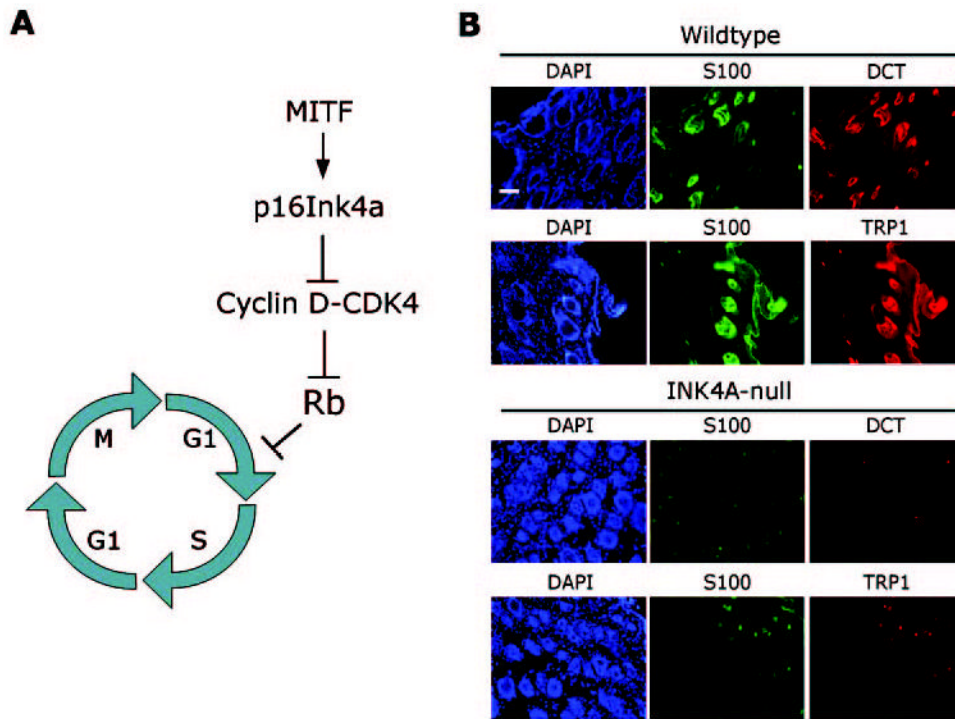 A
MITF
p16Ink4a
Cyclin D-CDK4
Rb
M
G1
G1
S
B
Wildtype
DAPI S100 DCT
DAPI S100 TRP1
INK4A-null
DAPI S100 DCT
DAPI S100 TRP1